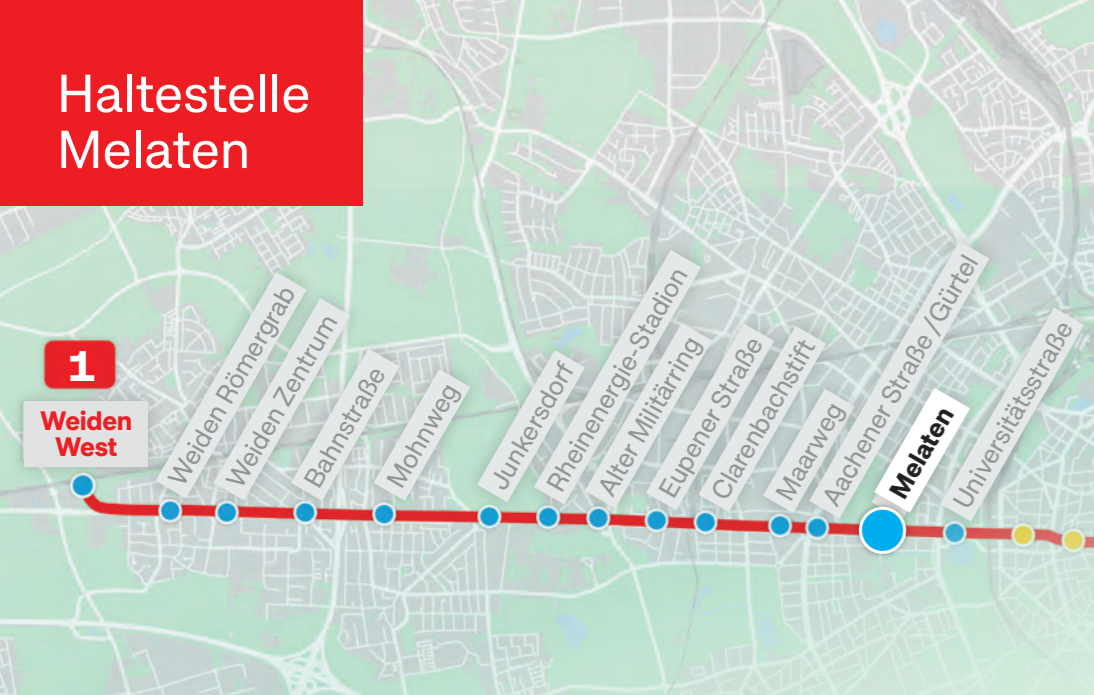 Haltestelle
Melaten
1
Weiden
West
Weiden Römergrab
Weiden Zentrum
Bahnstraße
Mohnweg
Junkersdorf
Rheinenergie-Stadion
Alter Militärring
Eupener Straße
Clarenbachstift
Maarweg
Aachener Straße/Gürtel
Melaten
Universitätsstraße